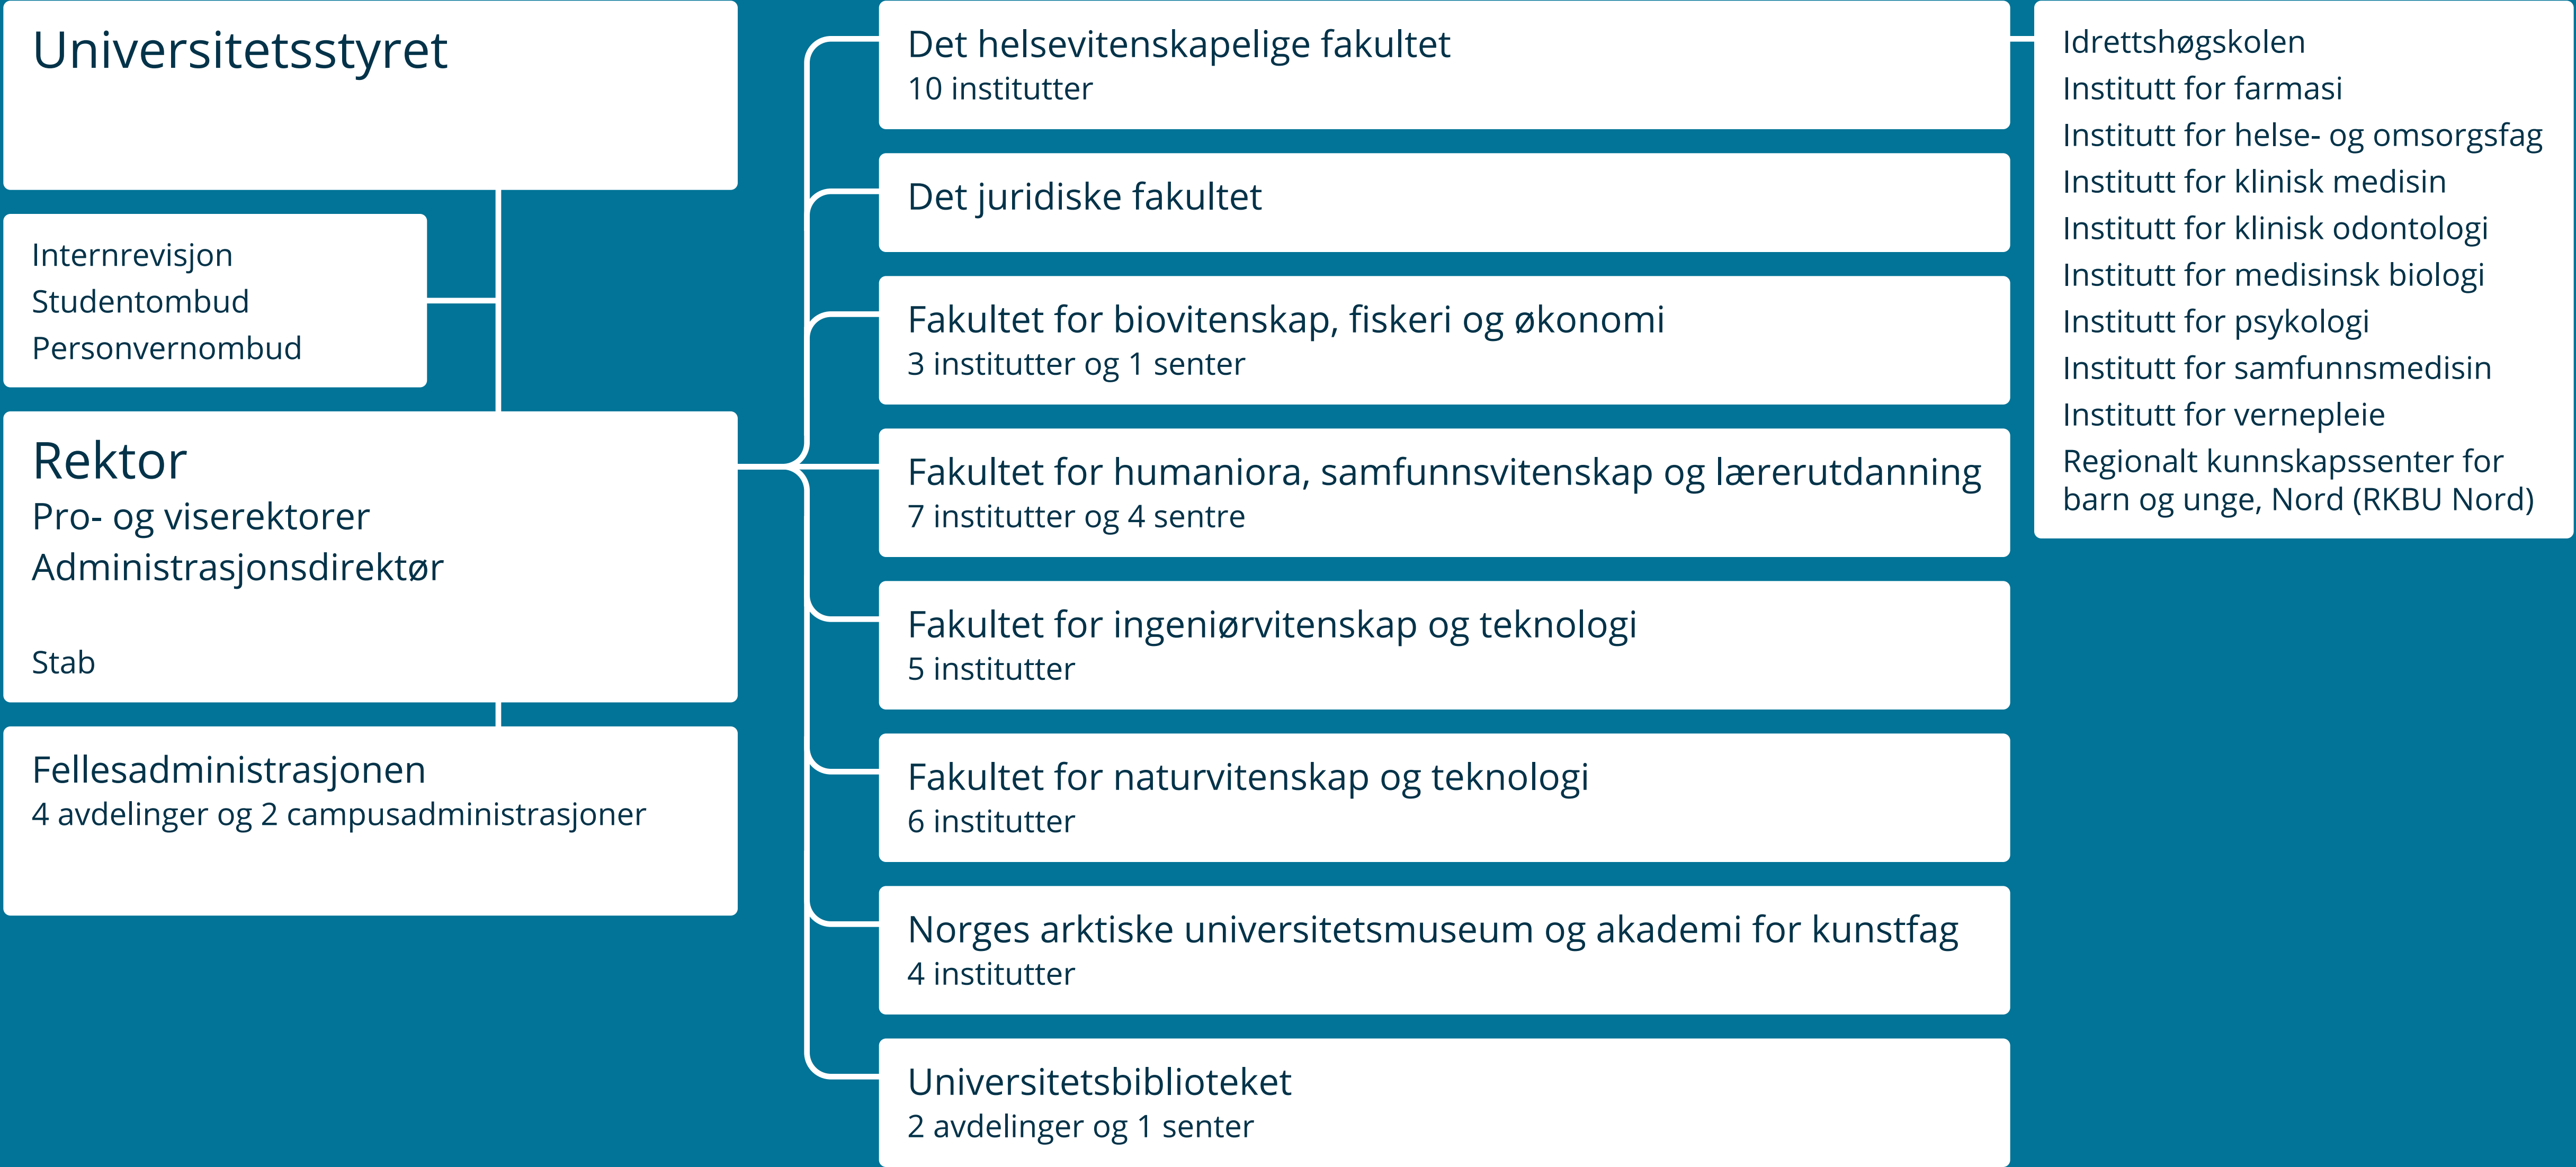 Universitetsstyret
Internrevisjon
Studentombud
Personvernombud
Rektor
Pro- og viserektorer
Administrasjonsdirektør
Stab
Fellesadministrasjonen
4 avdelinger og 2 campusadministrasjoner
Det helsevitenskapelige fakultet
10 institutter
Det juridiske fakultet
Fakultet for biovitenskap, fiskeri og økonomi
3 institutter og 1 senter
Fakultet for humaniora, samfunnsvitenskap og lærerutdanning
7 institutter og 4 sentre
Fakultet for ingeniørvitenskap og teknologi
5 institutter
Fakultet for naturvitenskap og teknologi
6 institutter
Norges arktiske universitetsmuseum og akademi for kunstfag
4 institutter
Universitetsbiblioteket
2 avdelinger og 1 senter
Idrettshøgskolen
Institutt for farmasi
Institutt for helse- og omsorgsfag
Institutt for klinisk medisin
Institutt for klinisk odontologi
Institutt for medisinsk biologi
Institutt for psykologi
Institutt for samfunnsmedisin
Institutt for vernepleie
Regionalt kunnskapssenter for
barn og unge, Nord (RKBU Nord)